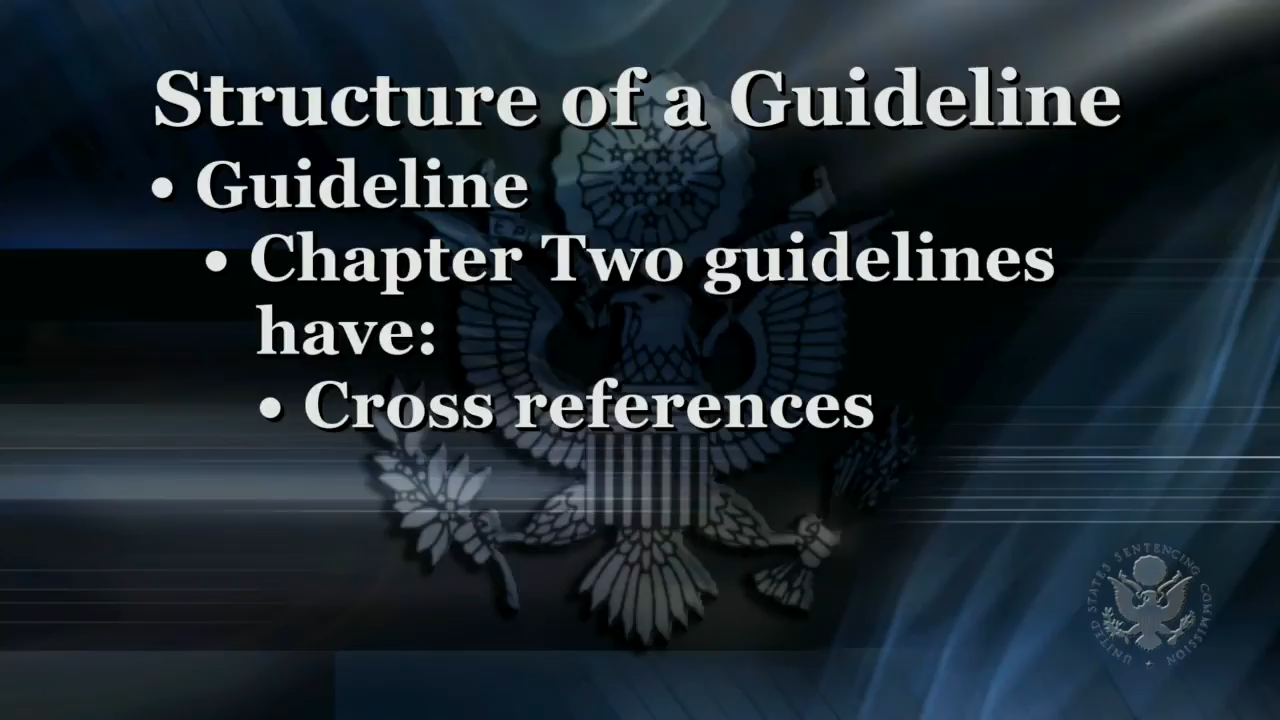 Structure of a Guideline
• Guideline
• Chapter Two guidelines
have:
• Cross references
UNITED STATES SENTENCING COMMISSION